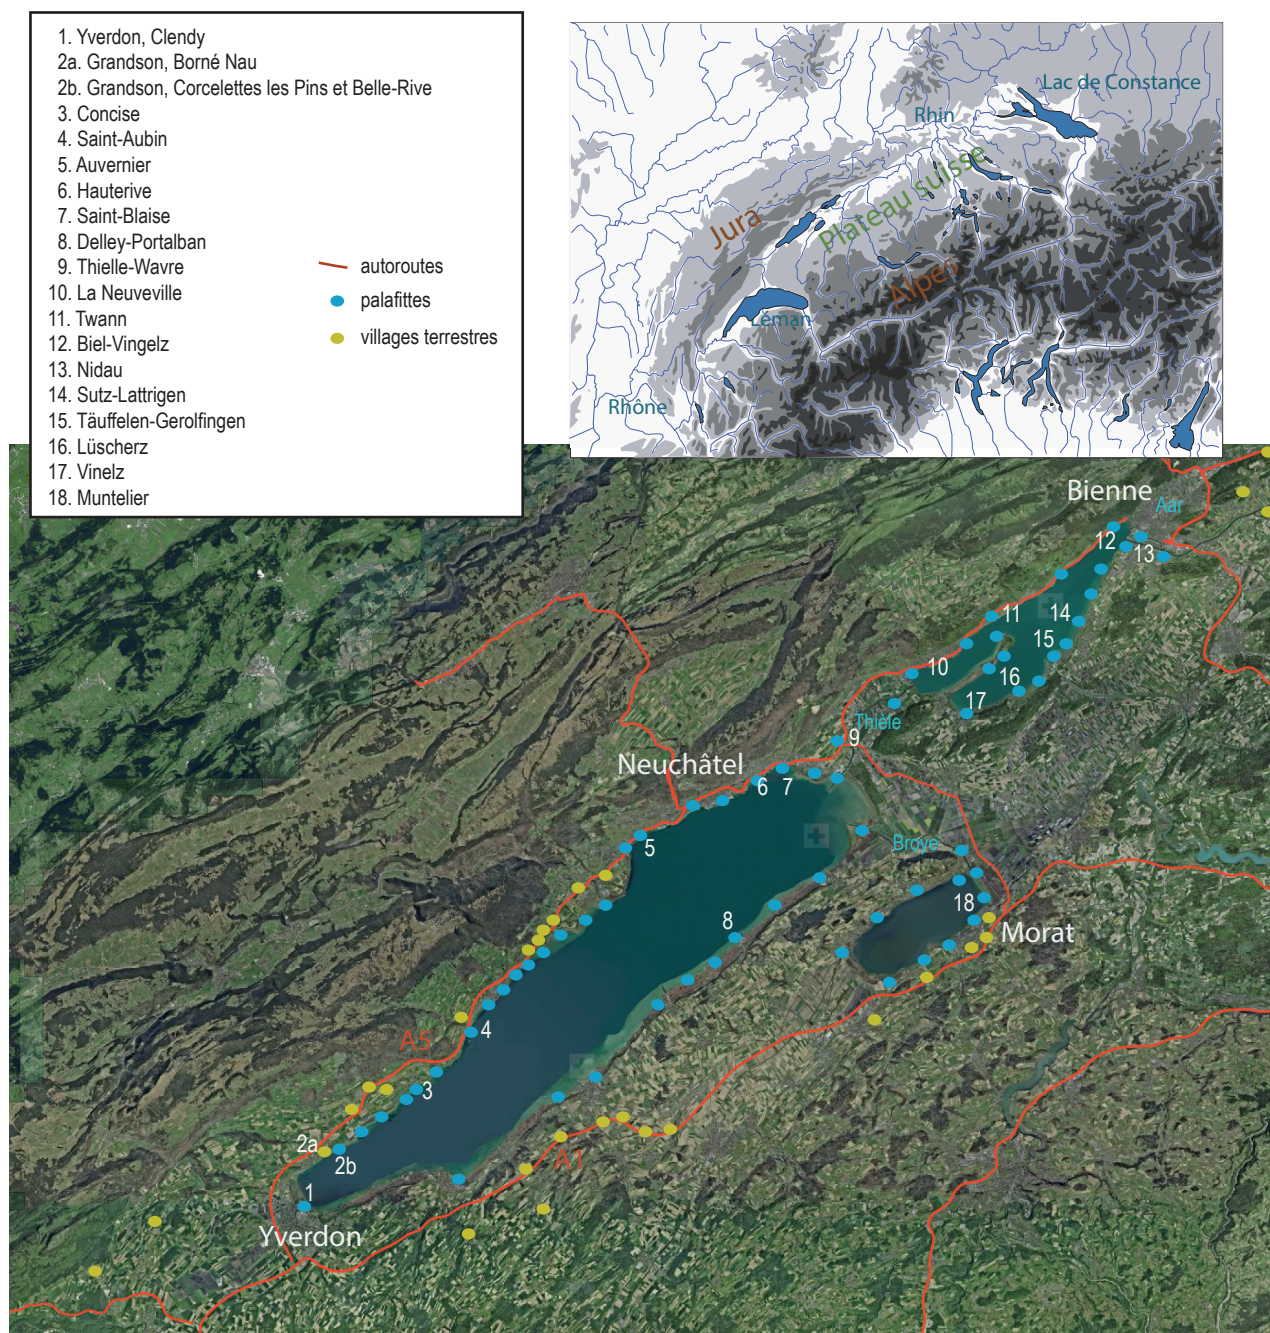 1. Yverdon, Clendy
2a. Grandson, Borné Nau
2b. Grandson, Corcelettes les Pins et Belle-Rive
3. Concise
4. Saint-Aubin
5. Auvernier
6. Hauterive
7. Saint-Blaise
8. Delley-Portalban
9. Thielle-Wavre
10. La Neuveville
11. Twann
12. Biel-Vingelz
13. Nidau
14. Sutz-Lattrigen
15. Täuffelen-Gerolfingen
16. Lüscherz
17. Vinelz
18. Muntelier
autoroutes
palafittes
villages terrestres
Lac de Constance
Rhin
Plateau suisse
Jura
Alpes
Léman
Rhône
Bienne
Aar
12
13
11
14
15
10
16
17
Thièle
9
Neuchâtel
6
7
5
Broye
18
8
Morat
4
A5
3
2a
2b
A1
1
Yverdon